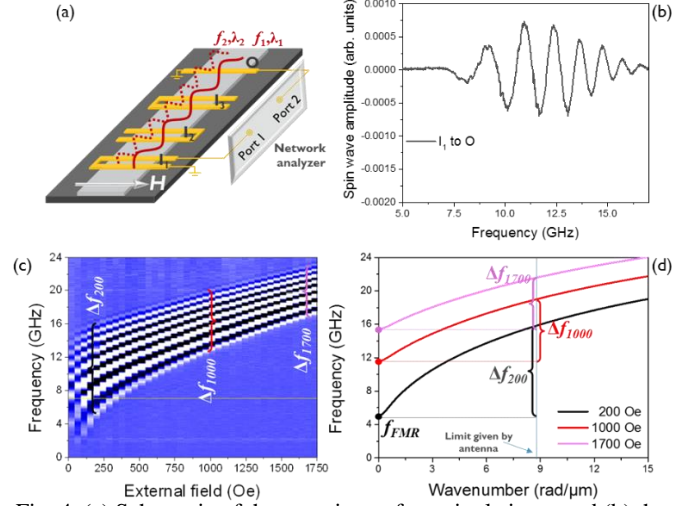 (a)
f₂,λ₂ f₁,λ₁
O
I₃
I₂
I₁
H
Port 1
Port 2
Network
analyzer
(b)
Spin wave amplitude (arb. units)
0.0010
0.0005
0.0000
-0.0005
-0.0010
-0.0015
-0.0020
I₁ to O
5.0 7.5 10.0 12.5 15.0
Frequency (GHz)
(c)
Frequency (GHz)
24
20
16
12
8
4
0
Δf₂₀₀
Δf₁₀₀₀
Δf₁₇₀₀
0 250 500 750 1000 1250 1500 1750
External field (Oe)
(d)
Frequency (GHz)
24
20
16
12
8
4
0
Δf₁₇₀₀
Δf₁₀₀₀
Δf₂₀₀
f_FMR
200 Oe
1000 Oe
1700 Oe
Limit given by
antenna
0 3 6 9 12 15
Wavenumber (rad/µm)